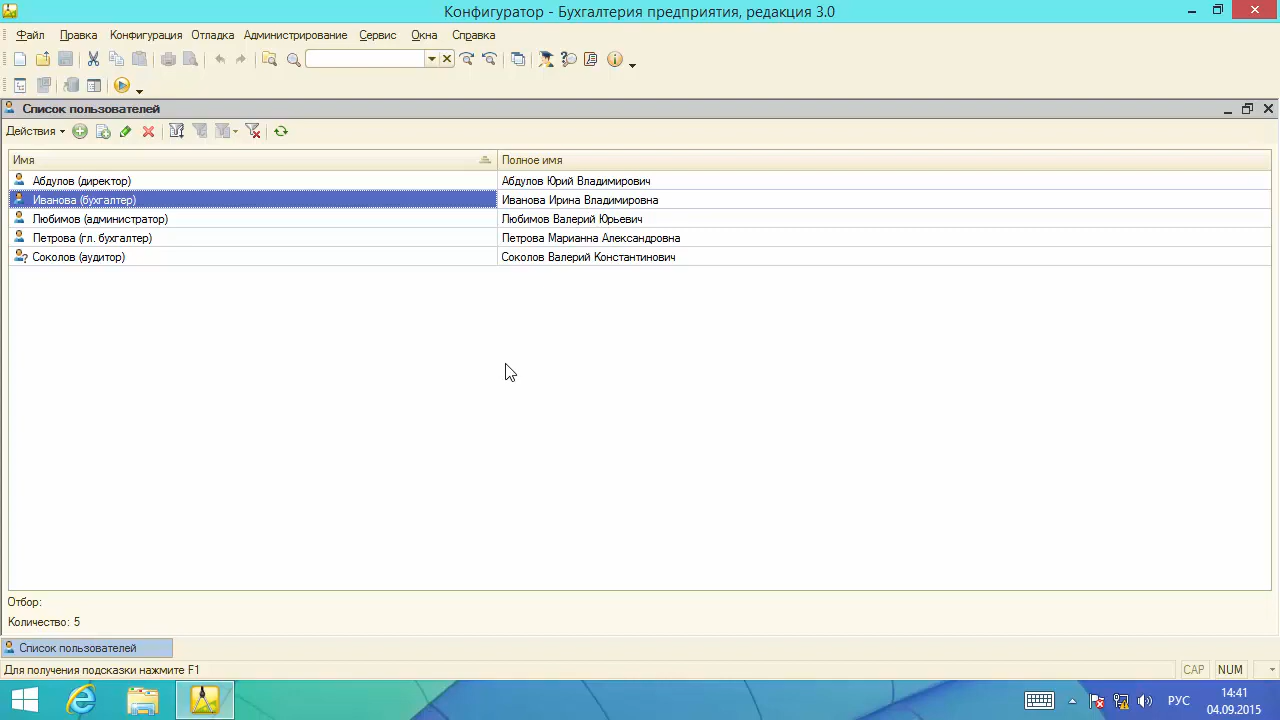 Конфигуратор - Бухгалтерия предприятия, редакция 3.0
Файл Правка Конфигурация Отладка Администрирование Сервис Окна Справка
Список пользователей
Действия
Имя Полное имя
Абдулов (директор) Абдулов Юрий Владимирович
Иванова (бухгалтер) Иванова Ирина Владимировна
Любимов (администратор) Любимов Валерий Юрьевич
Петрова (гл. бухгалтер) Петрова Марианна Александровна
Соколов (аудитор) Соколов Валерий Константинович
Отбор:
Количество: 5
Список пользователей
Для получения подсказки нажмите F1 CAP NUM
РУС 14:41
04.09.2015